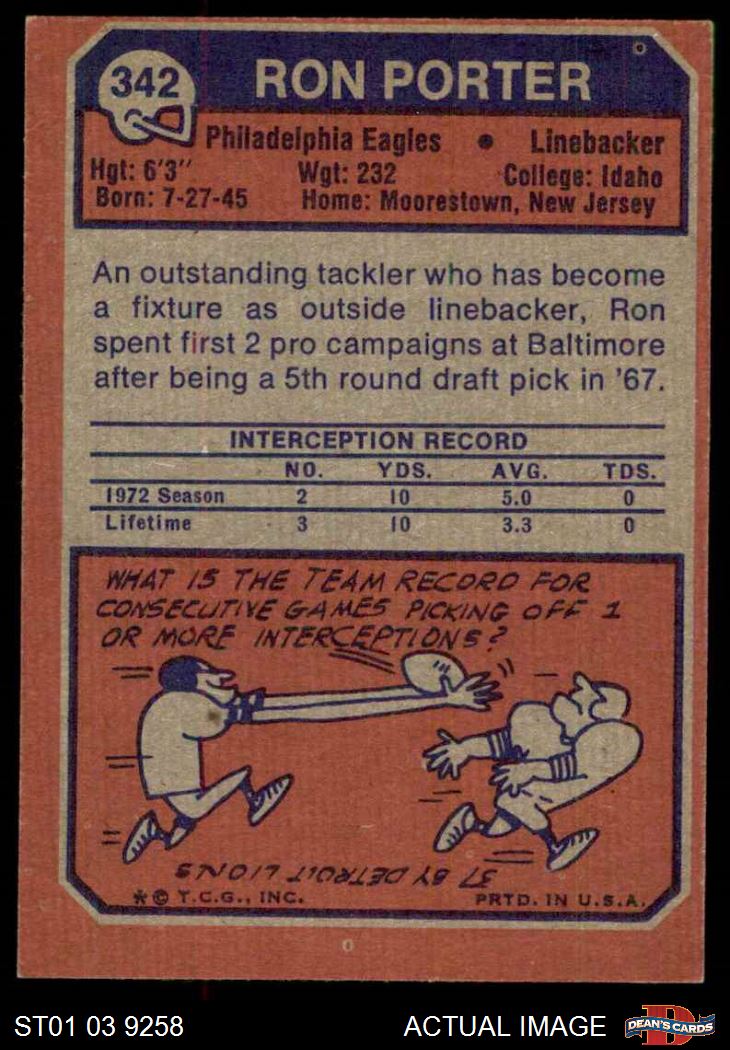 342
RON PORTER
Philadelphia Eagles • Linebacker
Hgt: 6'3" Wgt: 232 College: Idaho
Born: 7-27-45 Home: Moorestown, New Jersey
An outstanding tackler who has become
a fixture as outside linebacker, Ron
spent first 2 pro campaigns at Baltimore
after being a 5th round draft pick in '67.
INTERCEPTION RECORD
NO. YDS. AVG. TDS.
1972 Season 2 10 5.0 0
Lifetime 3 10 3.3 0
WHAT IS THE TEAM RECORD FOR
CONSECUTIVE GAMES PICKING OFF 1
OR MORE INTERCEPTIONS?
37 BY DETROIT LIONS
*© T.C.G., INC. PRTD. IN U.S.A.
ST01 03 9258 ACTUAL IMAGE
D
DEAN'S CARDS